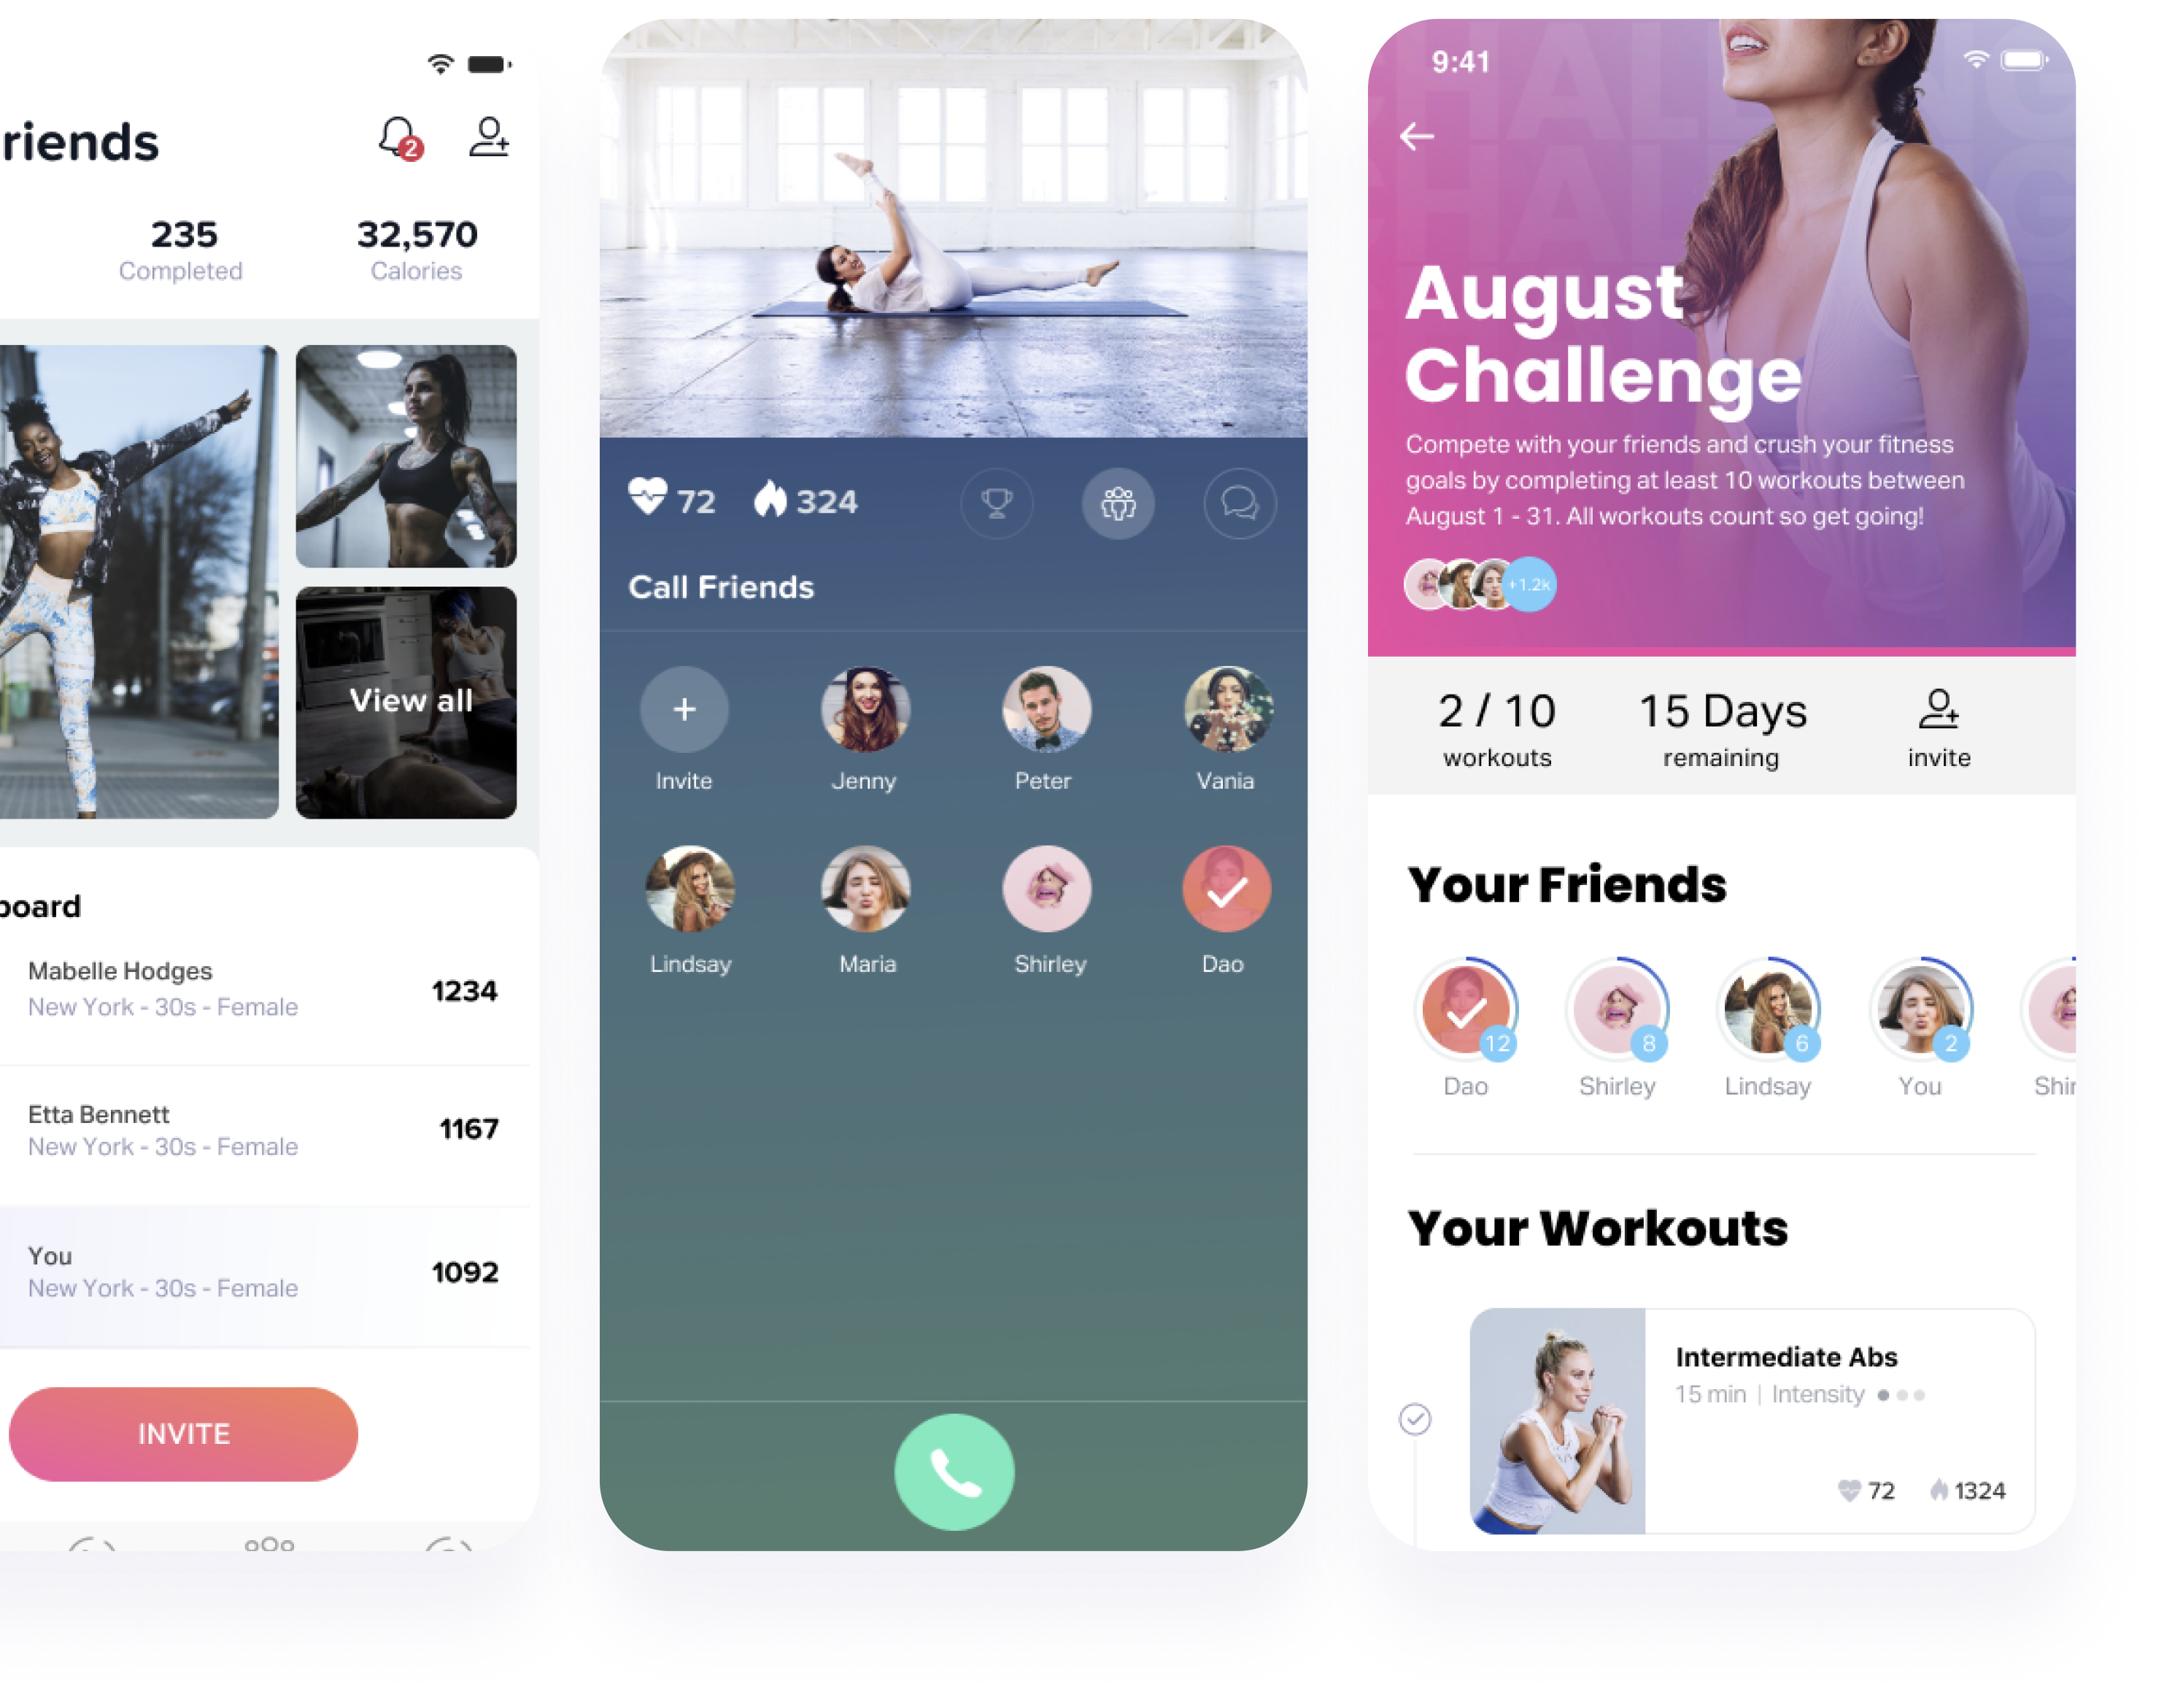 riends
2
235
32,570
Completed
Calories
View all
board
Mabelle Hodges
New York - 30s - Female
1234
Etta Bennett
New York - 30s - Female
1167
You
New York - 30s - Female
1092
INVITE
72
324
Call Friends
+
Invite
Jenny
Peter
Vania
Lindsay
Maria
Shirley
Dao
9:41
August
Challenge
Compete with your friends and crush your fitness
goals by completing at least 10 workouts between
August 1 - 31. All workouts count so get going!
+1.2k
2 / 10
15 Days
workouts
remaining
invite
Your Friends
12
8
6
2
Dao
Shirley
Lindsay
You
Shir
Your Workouts
Intermediate Abs
15 min | Intensity
72
1324